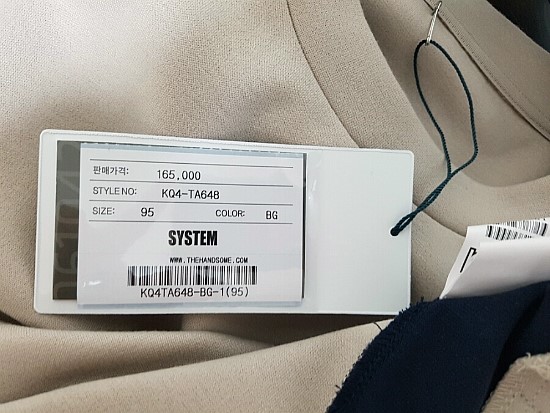 판매가격: 165,000
STYLE NO: KQ4-TA648
SIZE: 95 COLOR: BG
SYSTEM
WWW.THEHANDSOME.COM
KQ4TA648-BG-1(95)